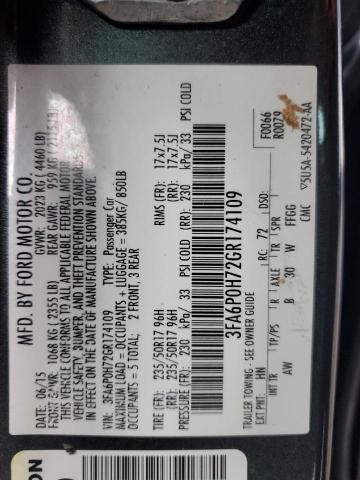 MFD. BY FORD MOTOR CO.
DATE: 06/15 GVWR: 2023 KG ( 4460 LB)
FRONT GAWR: 1068 KG ( 2355 LB) REAR GAWR: 959 KG ( LB)
THIS VEHICLE CONFORMS TO ALL APPLICABLE FEDERAL MOTOR
VEHICLE SAFETY, BUMPER, AND THEFT PREVENTION STANDARDS
IN EFFECT ON THE DATE OF MANUFACTURE SHOWN ABOVE.
VIN: 3FA6P0H72GR174109 TYPE: Passenger Car
MAXIMUM LOAD = OCCUPANTS + LUGGAGE = 385KG/ 850LB
OCCUPANTS = 5 TOTAL: 2 FRONT, 3 REAR
TIRE (FR): 235/50R17 96H RIMS (FR): 17x7.5J
TIRE (RR): 235/50R17 96H (RR): 17x7.5J
PRESSURE (FR): 230 kPa/ 33 PSI COLD
(RR): 230 kPa/ 33 PSI COLD
3FA6P0H72GR174109
F0066
R0079
TRAILER TOWING - SEE OWNER GUIDE
EXT PNT: HN RC: 72 DSO:
INT TR TP/PS R AXLE TR SPR
AW B 30 W FFGG
CMC
5U5A-5420472-AA
ON